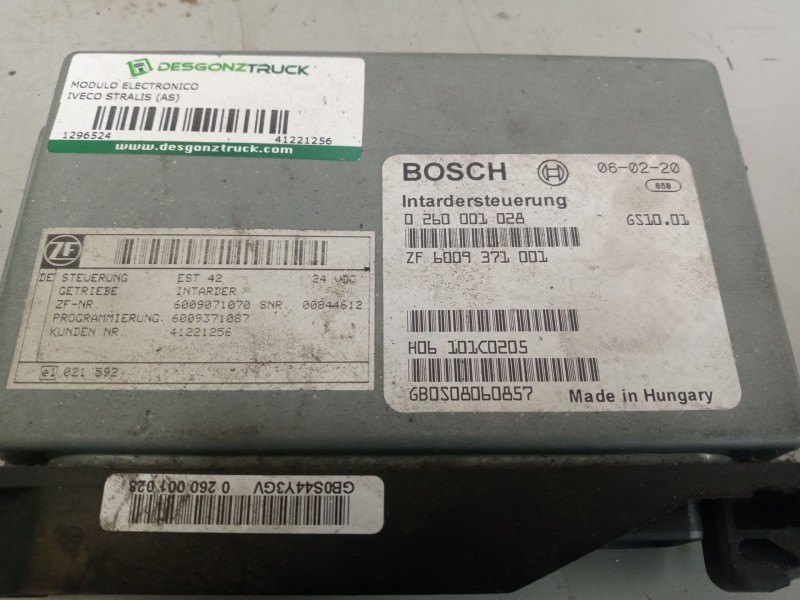 DESGONZTRUCK
MODULO ELECTRONICO
IVECO STRALIS (AS)
1296524 41221256
www.desgonztruck.com
BOSCH 06-02-20
858
Intardersteuerung
0 260 001 028 GS10.01
ZF 6009 371 001
H06 101C0205
GB0S08060857 Made in Hungary
ZF
DE STEUERUNG EST 42 24 VDC
GETRIEBE INTARDER
ZF-NR. 6009071070 SNR. 00844612
PROGRAMMIERUNG. 6009371087
KUNDEN NR. 41221256
e1 021 592
GB0S44Y3GV 0 260 001 028